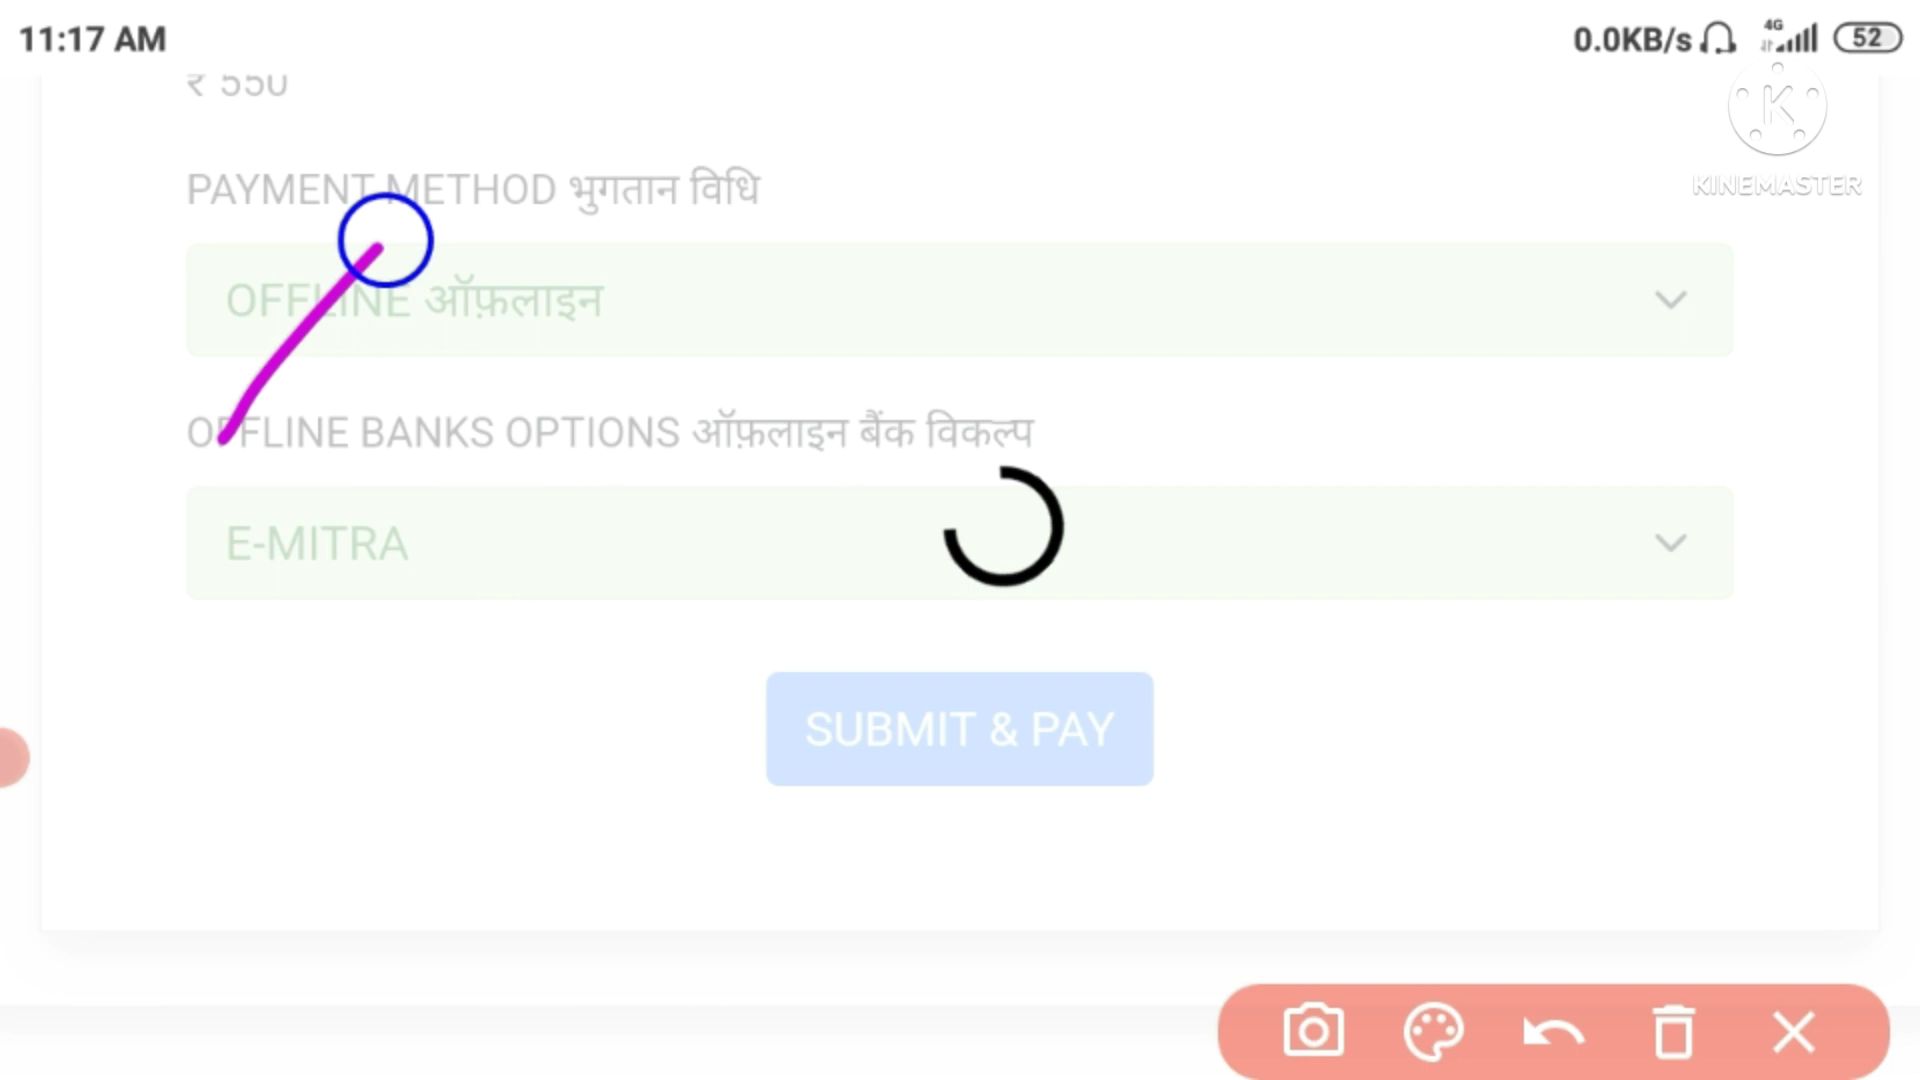 11:17 AM
0.0KB/s 4G 52
₹ 550
KINEMASTER
PAYMENT METHOD भुगतान विधि
OFFLINE ऑफ़लाइन
OFFLINE BANKS OPTIONS ऑफ़लाइन बैंक विकल्प
E-MITRA
SUBMIT & PAY